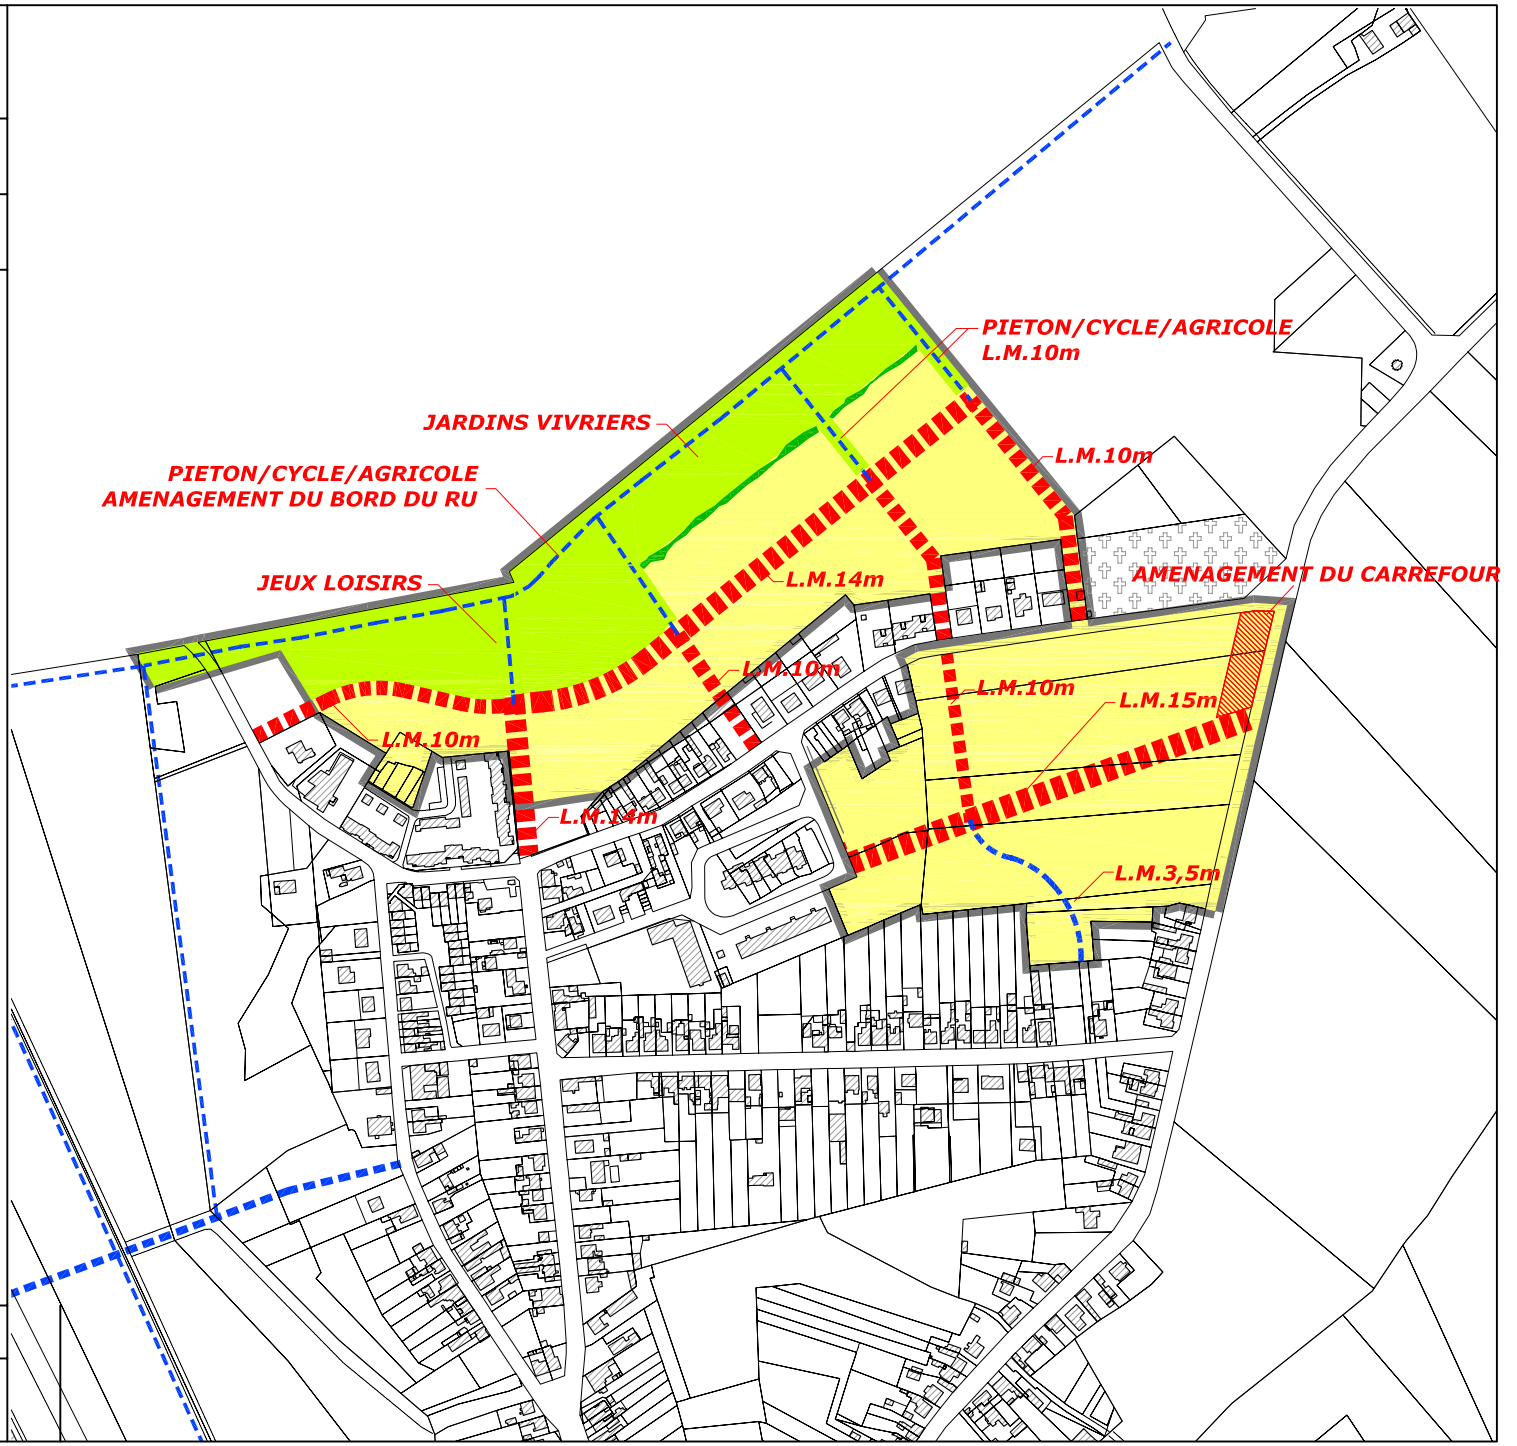 PIETON/CYCLE/AGRICOLE
L.M.10m
JARDINS VIVRIERS
L.M.10m
PIETON/CYCLE/AGRICOLE
AMENAGEMENT DU BORD DU RU
JEUX LOISIRS
L.M.14m
AMENAGEMENT DU CARREFOUR
L.M.10m
L.M.10m
L.M.15m
L.M.10m
L.M.14m
L.M.3,5m